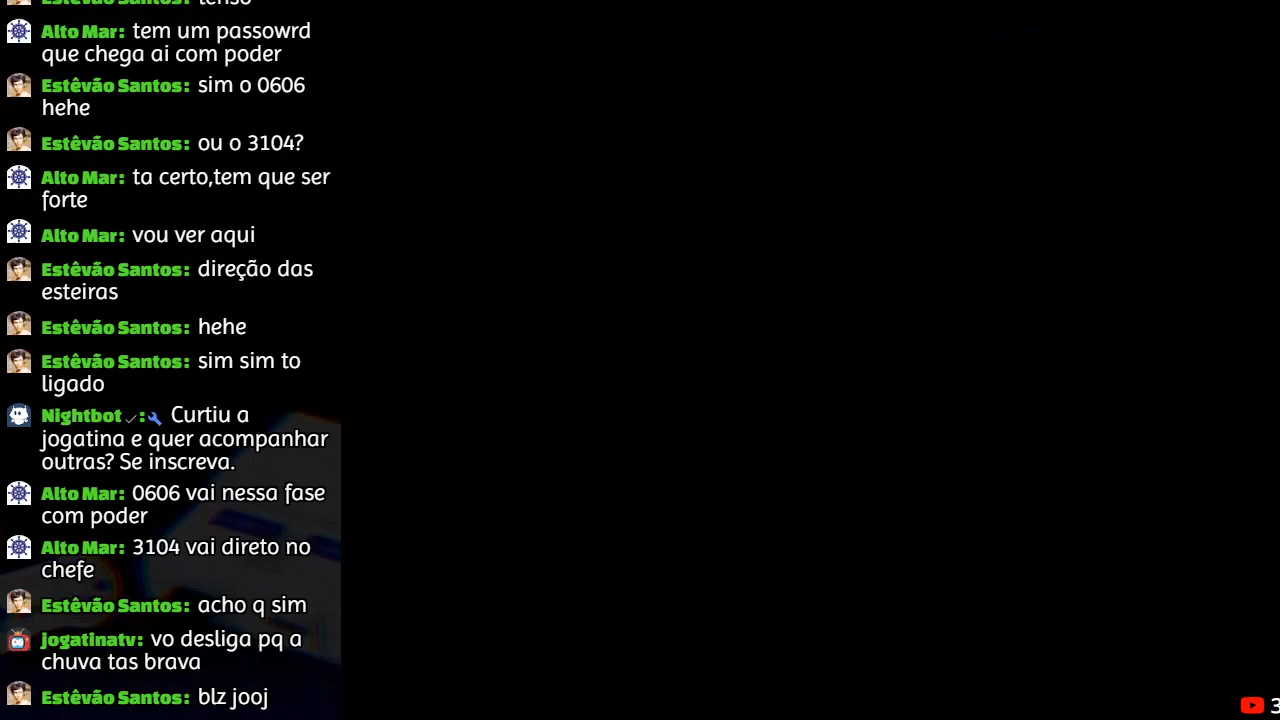 Estêvão Santos: tenso
Alto Mar: tem um passowrd
que chega ai com poder
Estêvão Santos: sim o 0606
hehe
Estêvão Santos: ou o 3104?
Alto Mar: ta certo,tem que ser
forte
Alto Mar: vou ver aqui
Estêvão Santos: direção das
esteiras
Estêvão Santos: hehe
Estêvão Santos: sim sim to
ligado
Nightbot ✓: Curtiu a
jogatina e quer acompanhar
outras? Se inscreva.
Alto Mar: 0606 vai nessa fase
com poder
Alto Mar: 3104 vai direto no
chefe
Estêvão Santos: acho q sim
jogatinatv: vo desliga pq a
chuva tas brava
Estêvão Santos: blz jooj
3